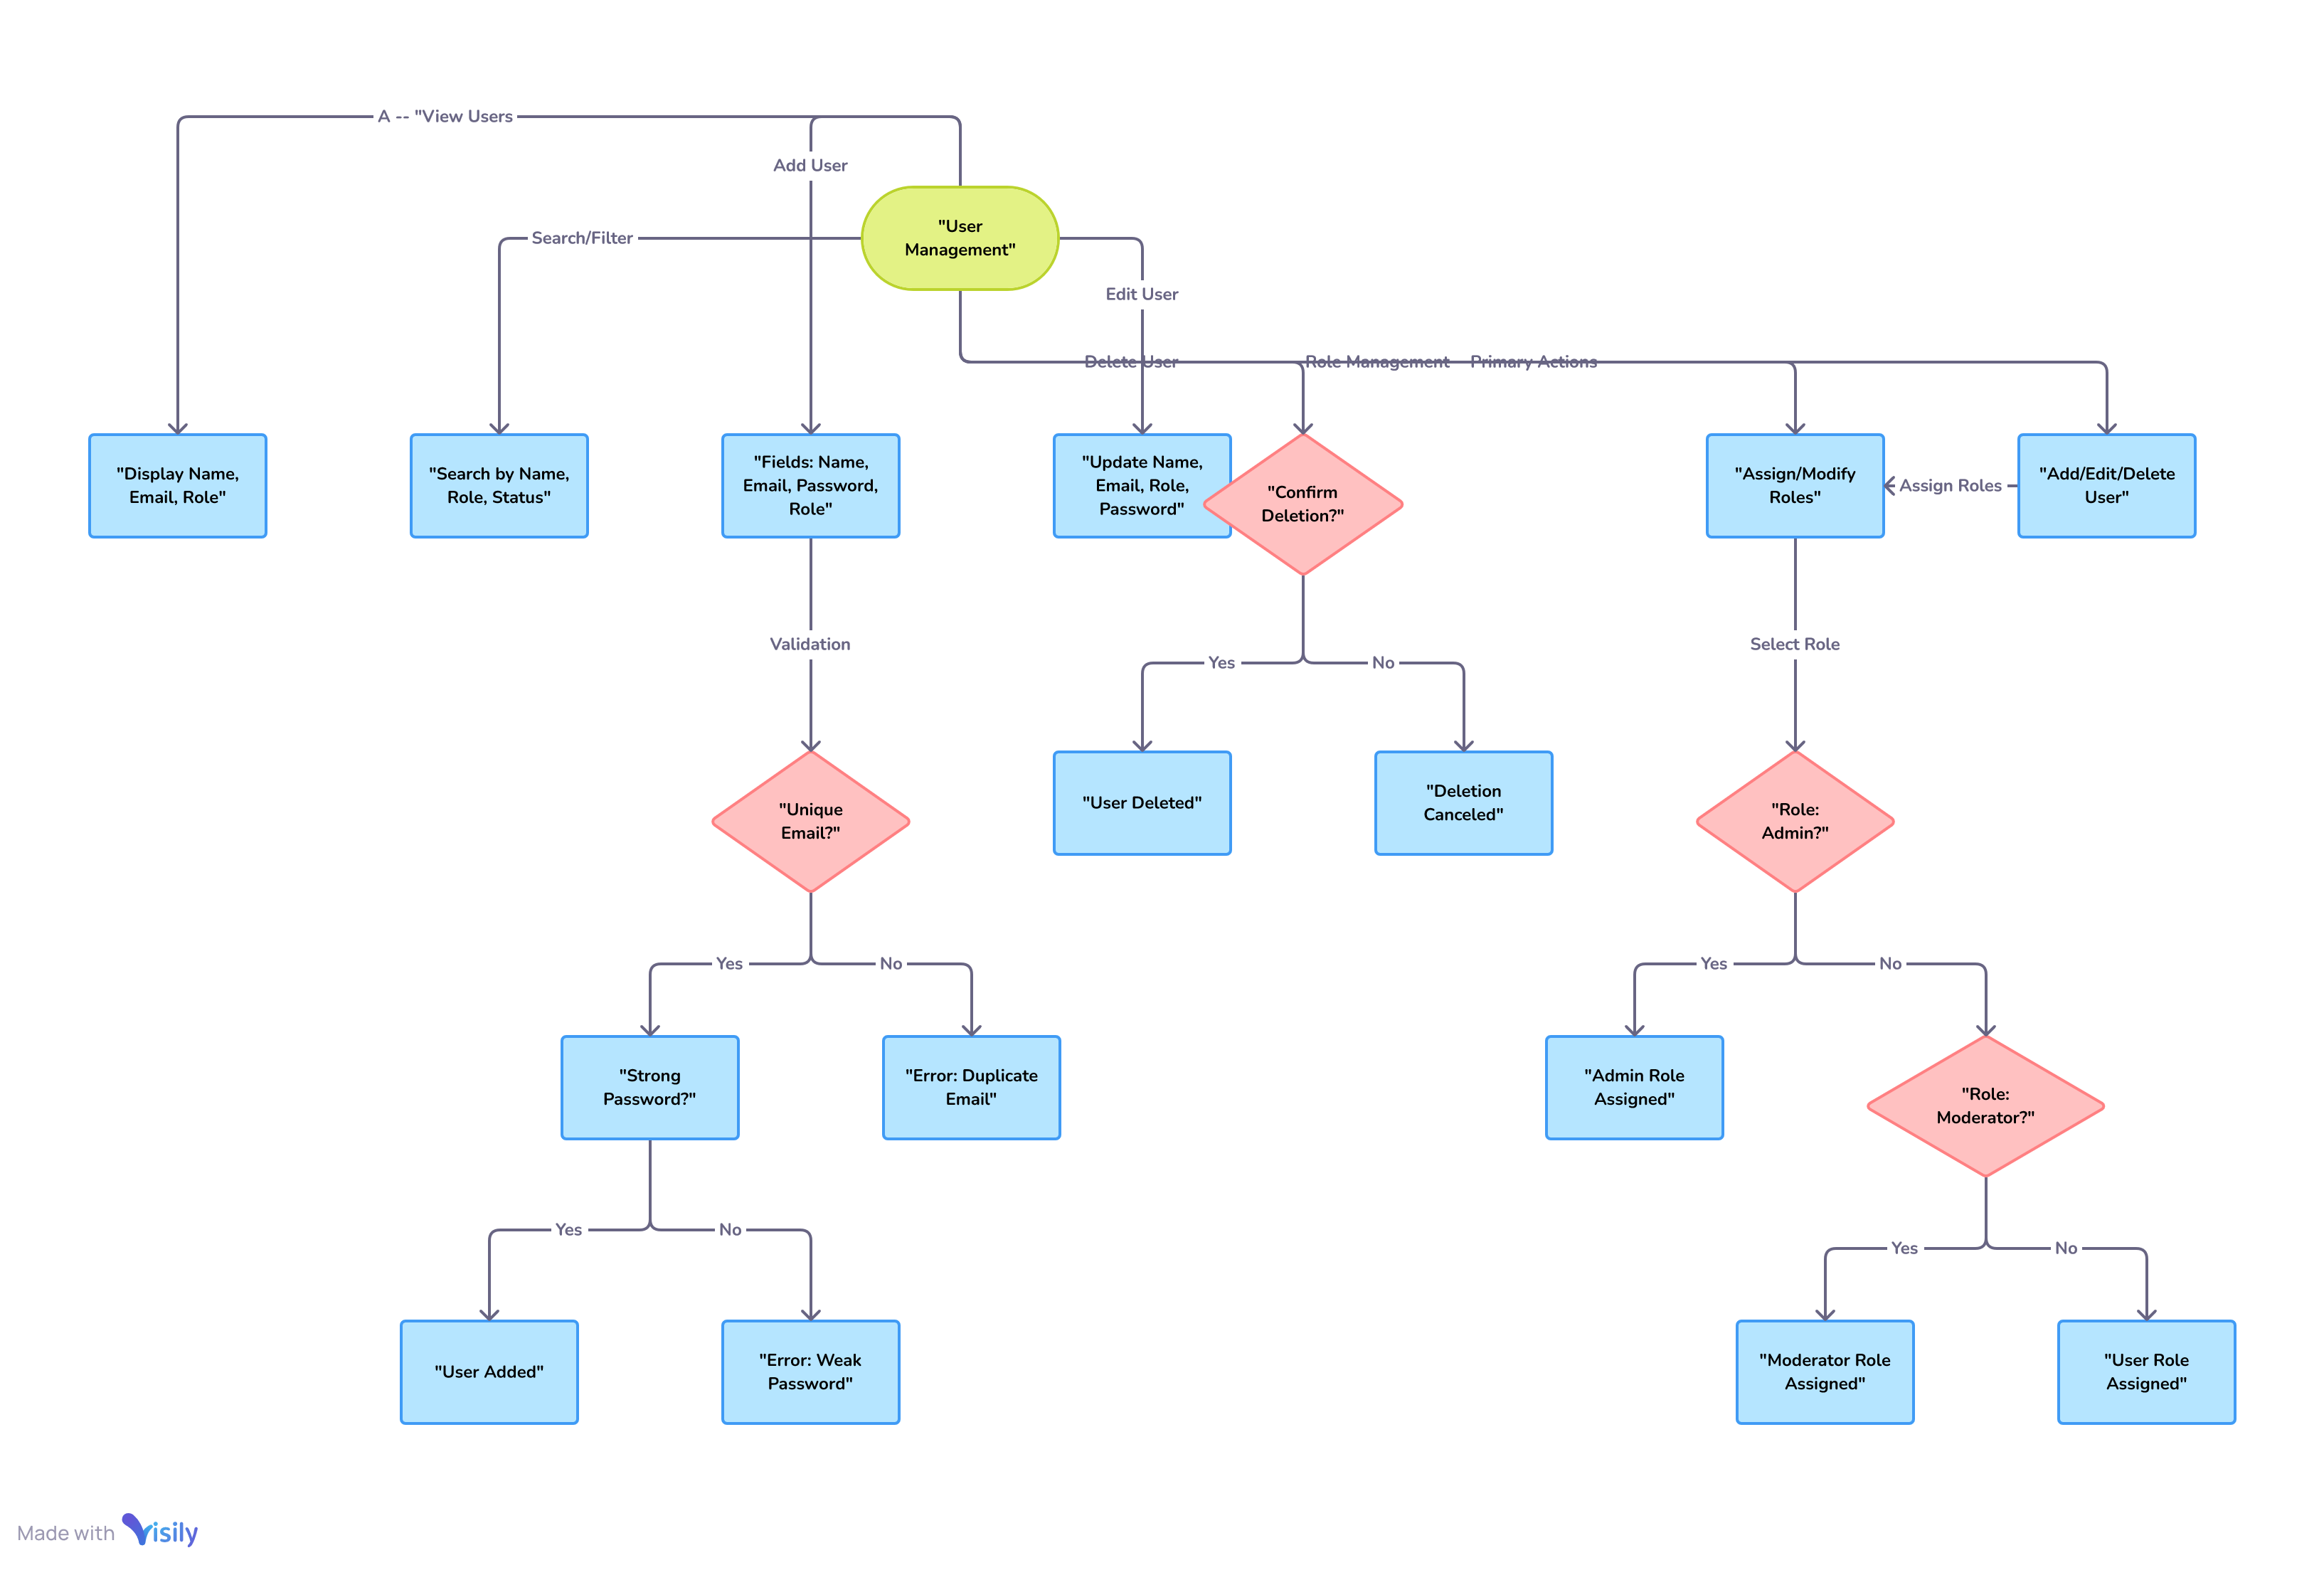 A -- "View Users
Add User
"User
Management"
Search/Filter
Edit User
Delete User
Role Management
Primary Actions
"Display Name,
Email, Role"
"Search by Name,
Role, Status"
"Fields: Name,
Email, Password,
Role"
"Update Name,
Email, Role,
Password"
"Confirm
Deletion?"
"Assign/Modify
Roles"
Assign Roles
"Add/Edit/Delete
User"
Validation
Yes
No
Select Role
"Unique
Email?"
"User Deleted"
"Deletion
Canceled"
"Role:
Admin?"
Yes
No
Yes
No
"Strong
Password?"
"Error: Duplicate
Email"
"Admin Role
Assigned"
"Role:
Moderator?"
Yes
No
Yes
No
"User Added"
"Error: Weak
Password"
"Moderator Role
Assigned"
"User Role
Assigned"
Made with Visily